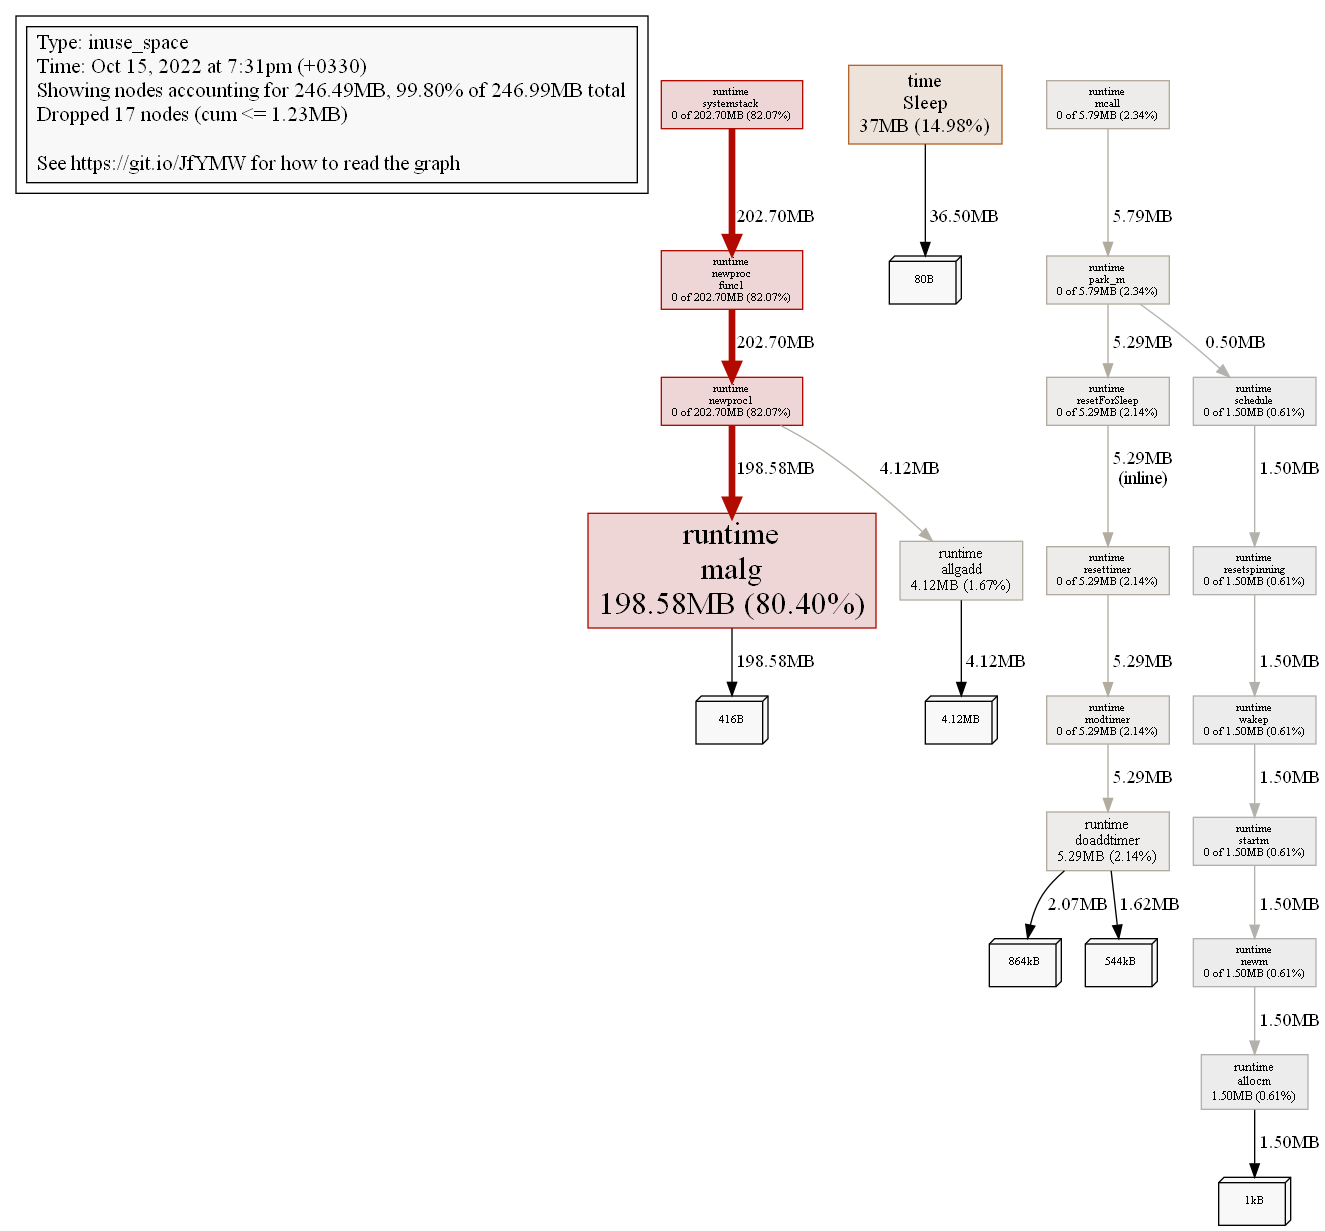 Type: inuse_space
Time: Oct 15, 2022 at 7:31pm (+0330)
Showing nodes accounting for 246.49MB, 99.80% of 246.99MB total
Dropped 17 nodes (cum <= 1.23MB)
See https://git.io/JfYMW for how to read the graph
runtime
systemstack
0 of 202.70MB (82.07%)
time
Sleep
37MB (14.98%)
runtime
mcall
0 of 5.79MB (2.34%)
202.70MB
36.50MB
5.79MB
runtime
newproc
func1
0 of 202.70MB (82.07%)
80B
runtime
park_m
0 of 5.79MB (2.34%)
202.70MB
5.29MB
0.50MB
runtime
newproc1
0 of 202.70MB (82.07%)
runtime
resetForSleep
0 of 5.29MB (2.14%)
runtime
schedule
0 of 1.50MB (0.61%)
198.58MB
4.12MB
5.29MB
(inline)
1.50MB
runtime
malg
198.58MB (80.40%)
runtime
allgadd
4.12MB (1.67%)
runtime
resettimer
0 of 5.29MB (2.14%)
runtime
resetspinning
0 of 1.50MB (0.61%)
198.58MB
4.12MB
5.29MB
1.50MB
416B
4.12MB
runtime
modtimer
0 of 5.29MB (2.14%)
runtime
wakep
0 of 1.50MB (0.61%)
5.29MB
1.50MB
runtime
doaddtimer
5.29MB (2.14%)
runtime
startm
0 of 1.50MB (0.61%)
2.07MB
1.62MB
1.50MB
864kB
544kB
runtime
newm
0 of 1.50MB (0.61%)
1.50MB
runtime
allocm
1.50MB (0.61%)
1.50MB
1kB